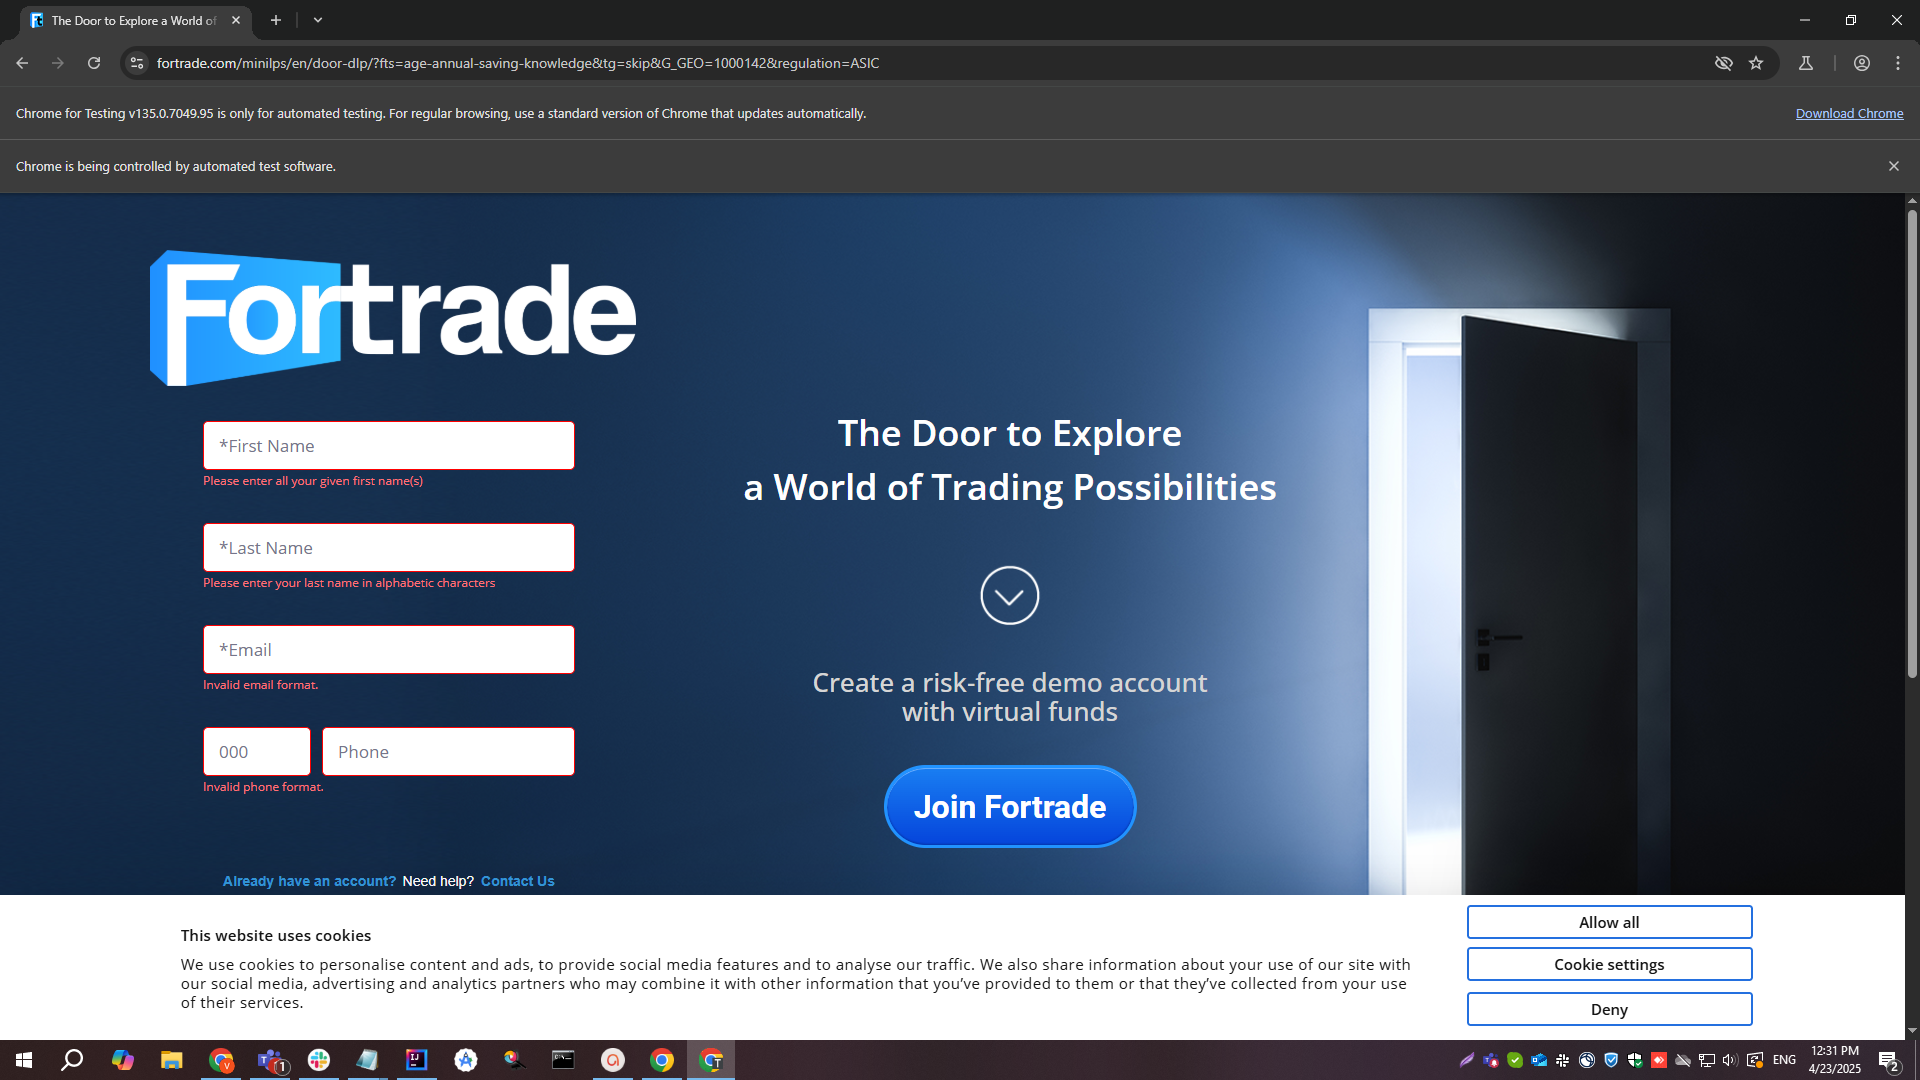 The Door to Explore a World of
fortrade.com/minilps/en/door-dlp/?fts=age-annual-saving-knowledge&tg=skip&G_GEO=1000142&regulation=ASIC
Chrome for Testing v135.0.7049.95 is only for automated testing. For regular browsing, use a standard version of Chrome that updates automatically.
Download Chrome
Chrome is being controlled by automated test software.
Fortrade
*First Name
Please enter all your given first name(s)
*Last Name
Please enter your last name in alphabetic characters
*Email
Invalid email format.
000
Phone
Invalid phone format.
Already have an account? Need help? Contact Us
The Door to Explore
a World of Trading Possibilities
Create a risk-free demo account
with virtual funds
Join Fortrade
This website uses cookies
We use cookies to personalise content and ads, to provide social media features and to analyse our traffic. We also share information about your use of our site with
our social media, advertising and analytics partners who may combine it with other information that you've provided to them or that they've collected from your use
of their services.
Allow all
Cookie settings
Deny
ENG
12:31 PM
4/23/2025